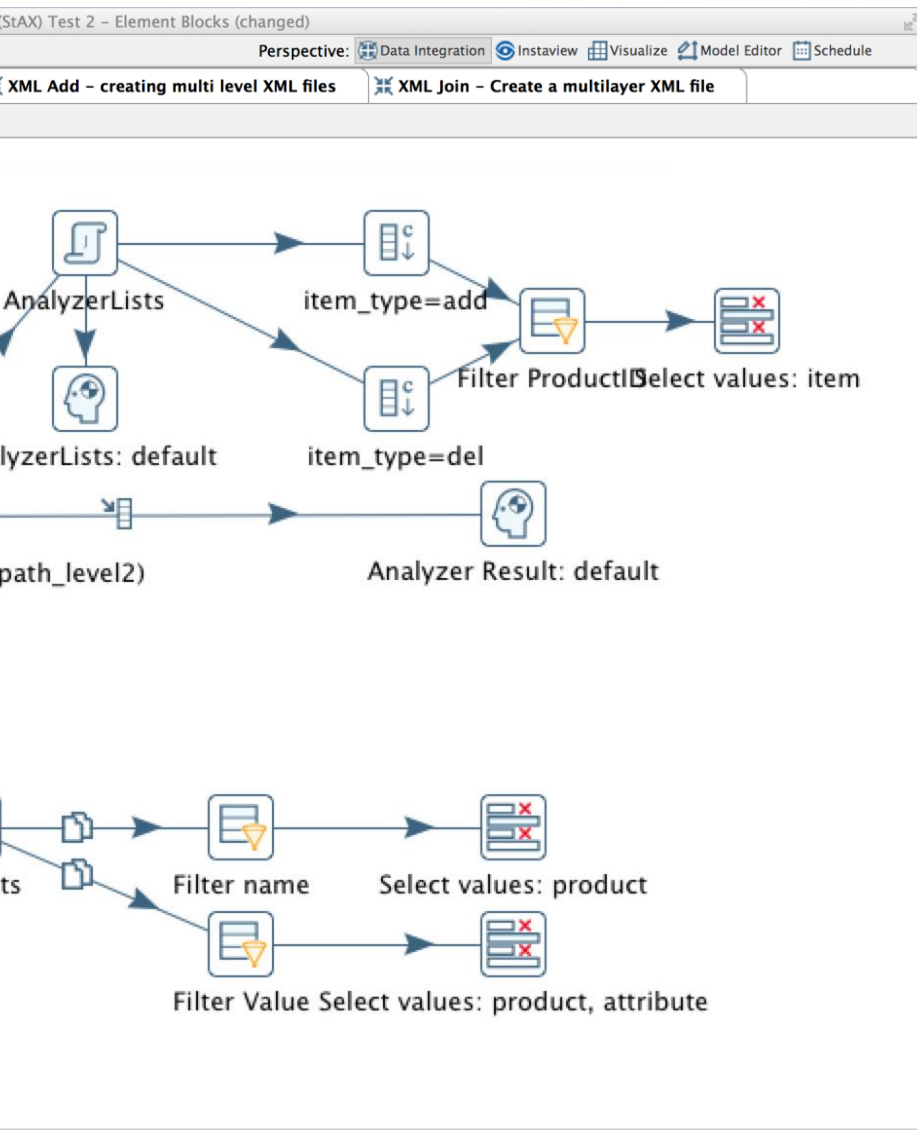 (StAX) Test 2 – Element Blocks (changed)
Perspective: Data Integration Instaview Visualize Model Editor Schedule
XML Add – creating multi level XML files XML Join – Create a multilayer XML file
AnalyzerLists item_type=add
Filter ProductID Select values: item
lyzerLists: default item_type=del
path_level2) Analyzer Result: default
ts Filter name Select values: product
Filter Value Select values: product, attribute